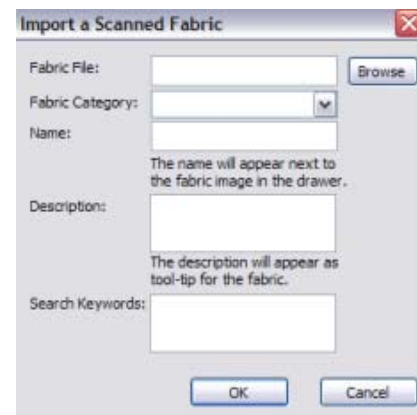 Import a Scanned Fabric
Fabric File:
Browse
Fabric Category:
Name:
The name will appear next to
the fabric image in the drawer.
Description:
The description will appear as
tool-tip for the fabric.
Search Keywords:
OK
Cancel